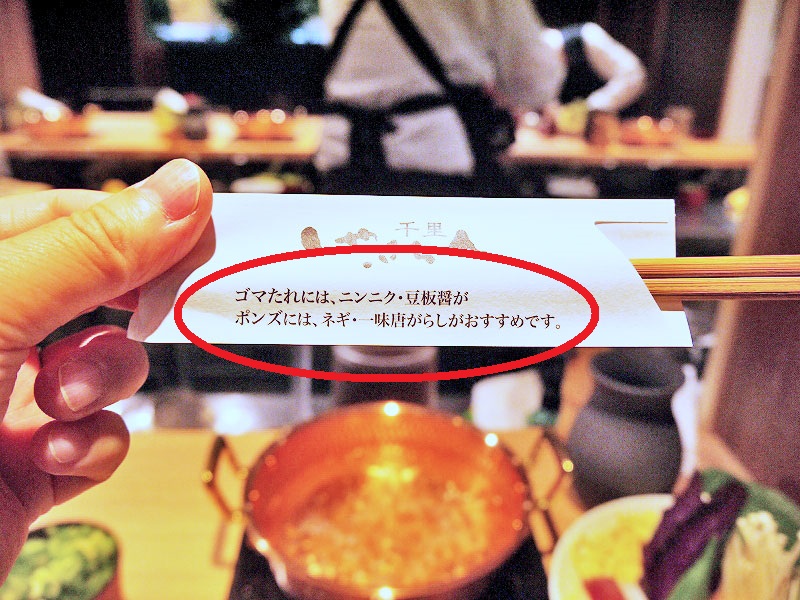 千里
ゴマたれには、ニンニク・豆板醤が
ポンズには、ネギ・一味唐がらしがおすすめです。